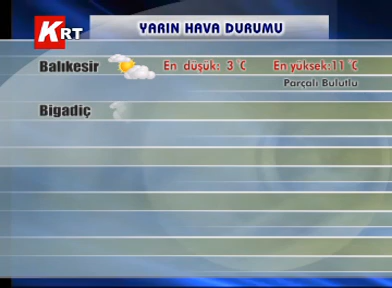 KRT
YARIN HAVA DURUMU
Balıkesir En düşük: 3 °C En yüksek:11 °C
Parçalı Bulutlu
Bigadiç